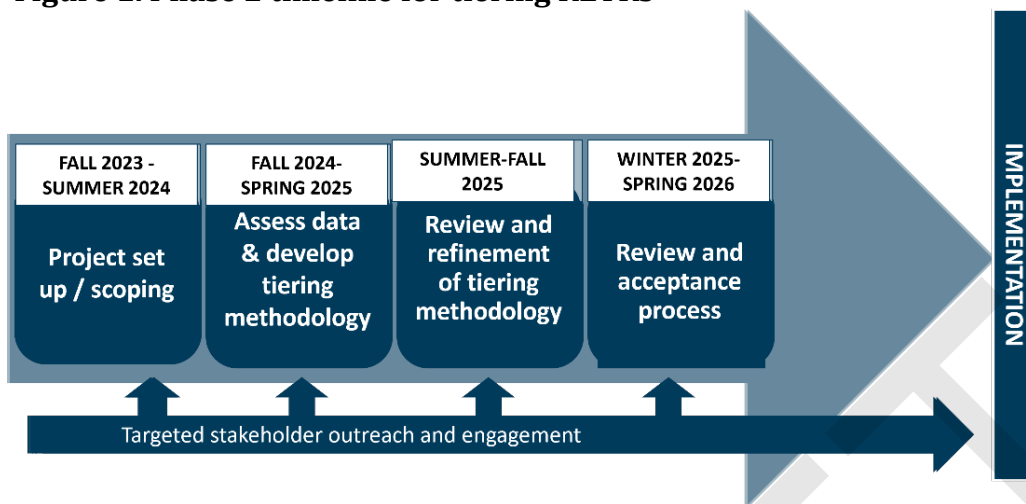 FALL 2023 -
SUMMER 2024
Project set
up / scoping
FALL 2024-
SPRING 2025
Assess data
& develop
tiering
methodology
SUMMER-FALL
2025
Review and
refinement
of tiering
methodology
WINTER 2025-
SPRING 2026
Review and
acceptance
process
IMPLEMENTATION
Targeted stakeholder outreach and engagement